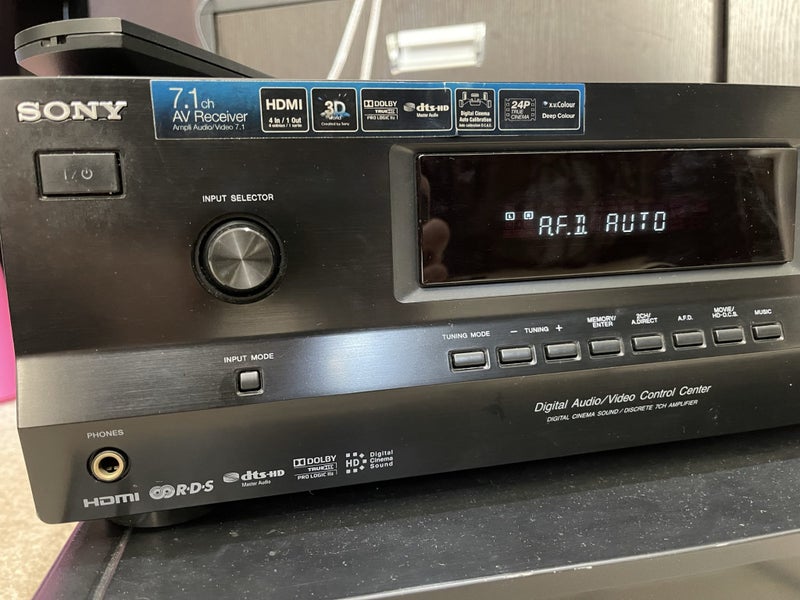 SONY
7.1ch
AV Receiver
Ampli Audio/Video 7.1
HDMI
4 In / 1 Out
3D
World
Created by Sony
DOLBY
TRUEHD
PRO LOGIC IIz
dts-HD
Master Audio
Digital Cinema
Auto Calibration
24P
TRUE
CINEMA
x.v.Colour
Deep Colour
I/⏻
INPUT SELECTOR
A.F.D. AUTO
TUNING MODE
− TUNING +
MEMORY/
ENTER
2CH/
A.DIRECT
A.F.D.
MOVIE/
HD-D.C.S.
MUSIC
INPUT MODE
Digital Audio/Video Control Center
DIGITAL CINEMA SOUND / DISCRETE 7CH AMPLIFIER
PHONES
HDMI
R·D·S
dts-HD
Master Audio
DOLBY
TRUEHD
PRO LOGIC IIz
HD
Digital
Cinema
Sound